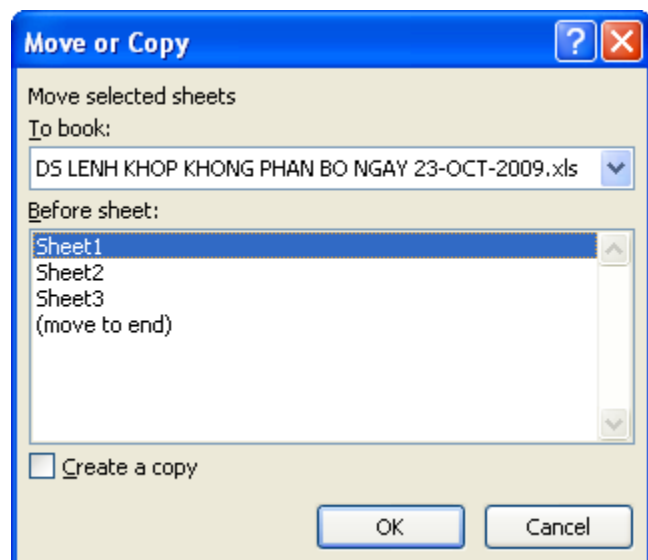 Move or Copy
Move selected sheets
To book:
DS LENH KHOP KHONG PHAN BO NGAY 23-OCT-2009.xls
Before sheet:
Sheet1
Sheet2
Sheet3
(move to end)
Create a copy
OK Cancel